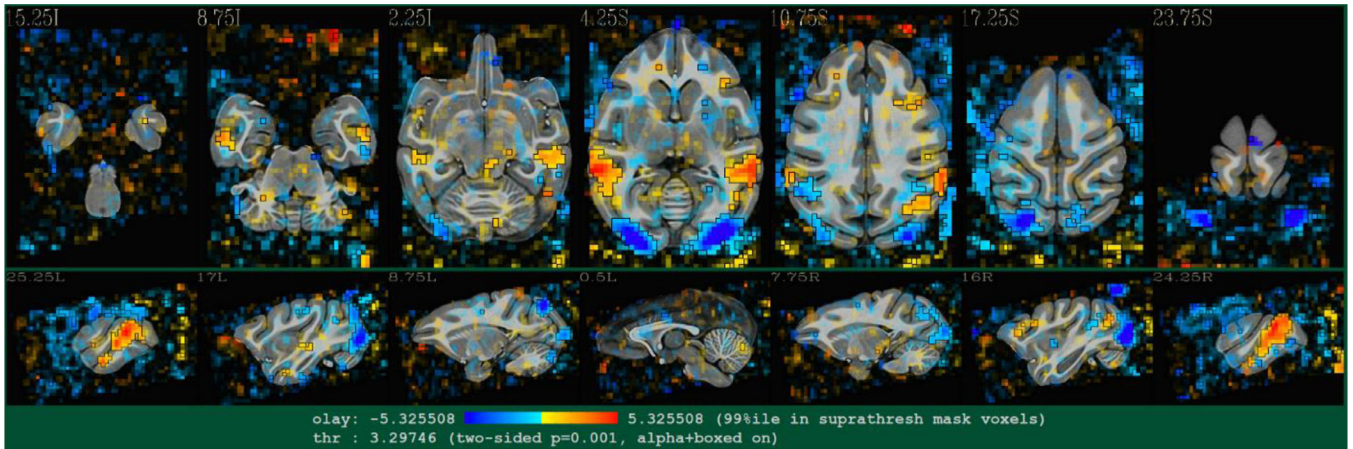 15.25I 8.75I 2.25I 4.25S 10.75S 17.25S 23.75S
25.25L 17L 8.75L 0.5L 7.75R 16R 24.25R
olay: -5.325508 5.325508 (99%ile in suprathresh mask voxels)
thr : 3.29746 (two-sided p=0.001, alpha+boxed on)